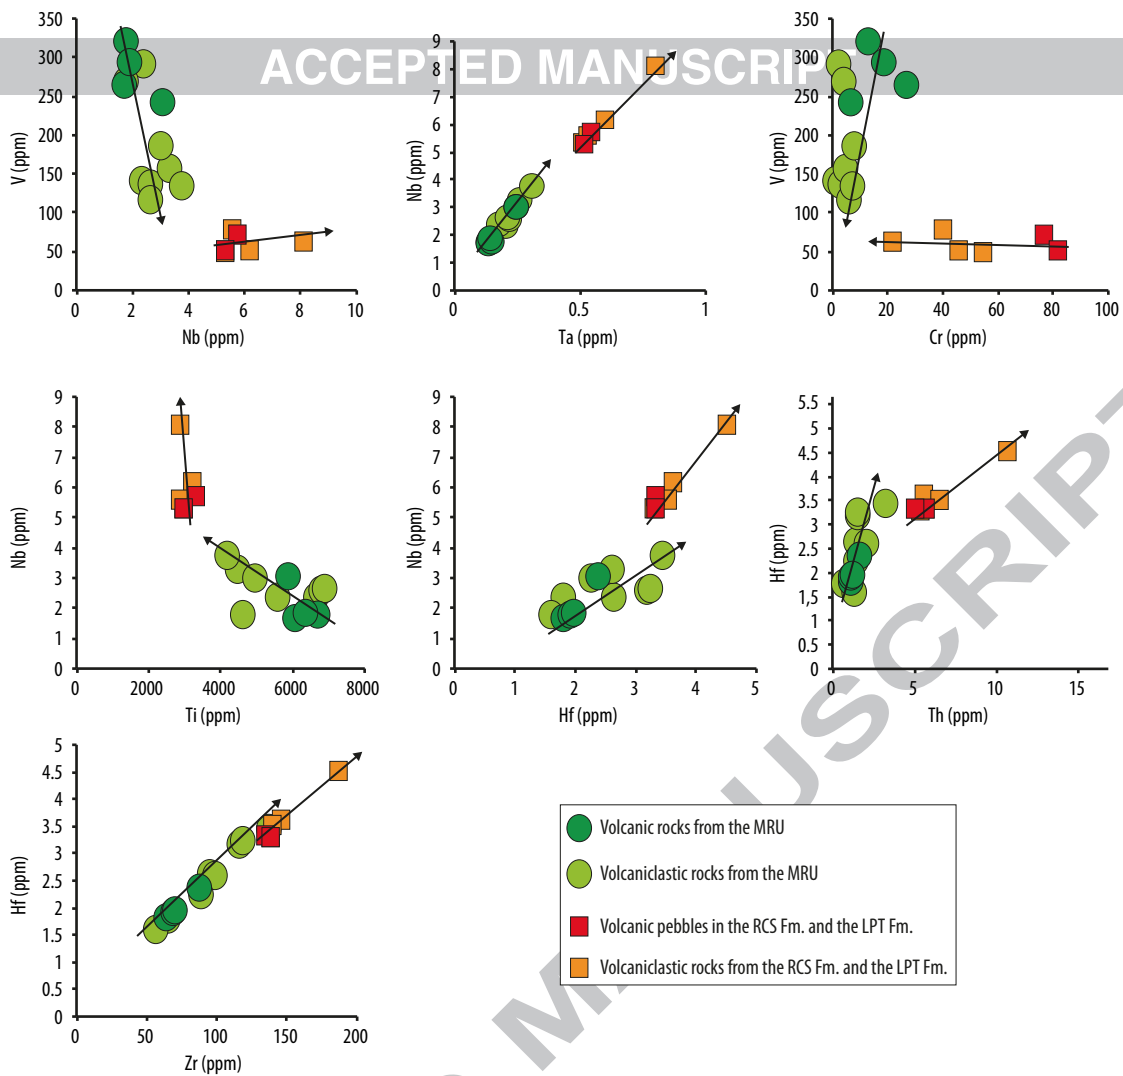 ACCEPTED MANUSCRIPT
350
300
250
200
150
100
50
0
V (ppm)
0 2 4 6 8 10
Nb (ppm)
9
8
7
6
5
4
3
2
1
0
Nb (ppm)
0 0.5 1
Ta (ppm)
350
300
250
200
150
100
50
0
V (ppm)
0 20 40 60 80 100
Cr (ppm)
9
8
7
6
5
4
3
2
1
0
Nb (ppm)
0 2000 4000 6000 8000
Ti (ppm)
9
8
7
6
5
4
3
2
1
0
Nb (ppm)
0 1 2 3 4 5
Hf (ppm)
5.5
5
4.5
4
3.5
3
2.5
2
1,5
1
0.5
0
Hf (ppm)
0 5 10 15
Th (ppm)
5
4.5
4
3.5
3
2.5
2
1.5
1
0.5
0
Hf (ppm)
0 50 100 150 200
Zr (ppm)
Volcanic rocks from the MRU
Volcaniclastic rocks from the MRU
Volcanic pebbles in the RCS Fm. and the LPT Fm.
Volcaniclastic rocks from the RCS Fm. and the LPT Fm.
MANUSCRIPT